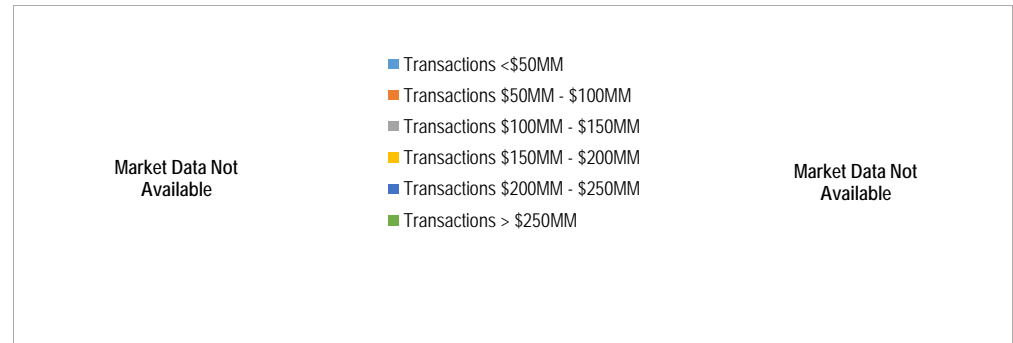 Market Data Not
Available
Transactions <$50MM
Transactions $50MM - $100MM
Transactions $100MM - $150MM
Transactions $150MM - $200MM
Transactions $200MM - $250MM
Transactions > $250MM
Market Data Not
Available